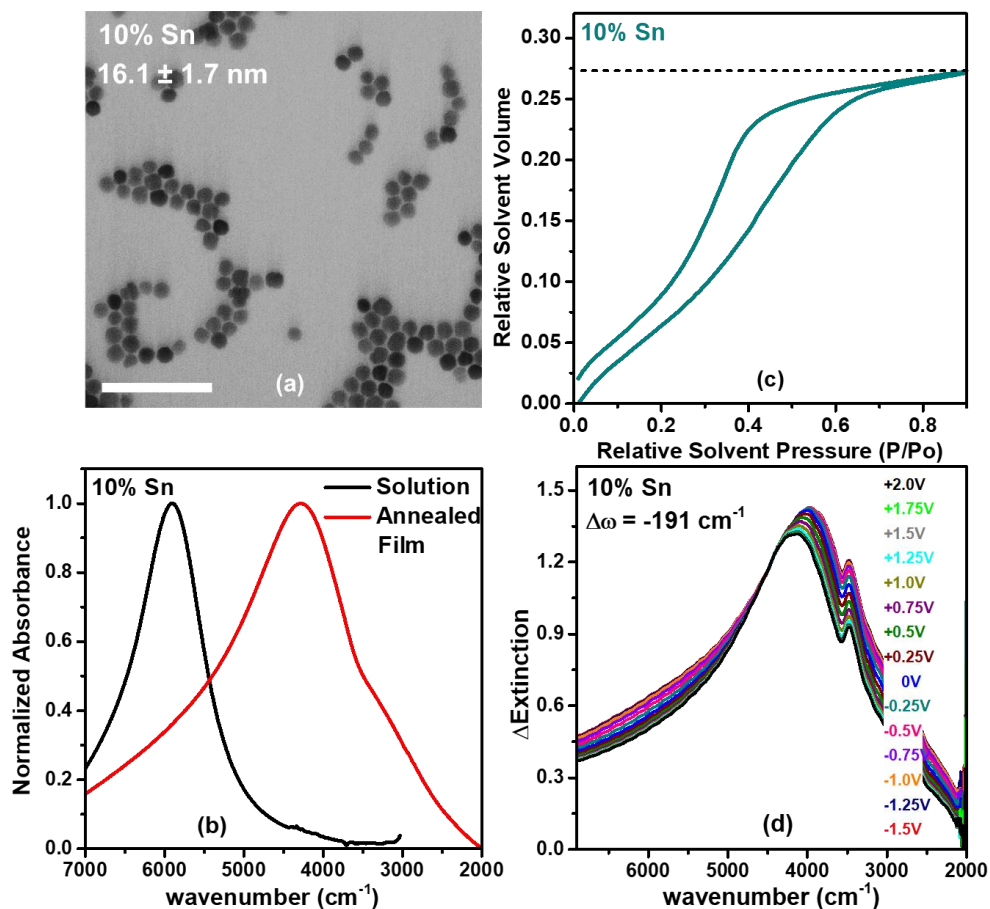 10% Sn
16.1 ± 1.7 nm
(a)
10% Sn
0.30
0.25
0.20
0.15
0.10
0.05
0.00
Relative Solvent Volume
(c)
0.0 0.2 0.4 0.6 0.8
Relative Solvent Pressure (P/Po)
10% Sn
Solution
Annealed
Film
1.0
0.8
0.6
0.4
0.2
0.0
Normalized Absorbance
(b)
7000 6000 5000 4000 3000 2000
wavenumber (cm⁻¹)
10% Sn
Δω = -191 cm⁻¹
1.5
1.2
0.9
0.6
0.3
0.0
ΔExtinction
+2.0V
+1.75V
+1.5V
+1.25V
+1.0V
+0.75V
+0.5V
+0.25V
0V
-0.25V
-0.5V
-0.75V
-1.0V
-1.25V
-1.5V
(d)
6000 5000 4000 3000 2000
wavenumber (cm⁻¹)